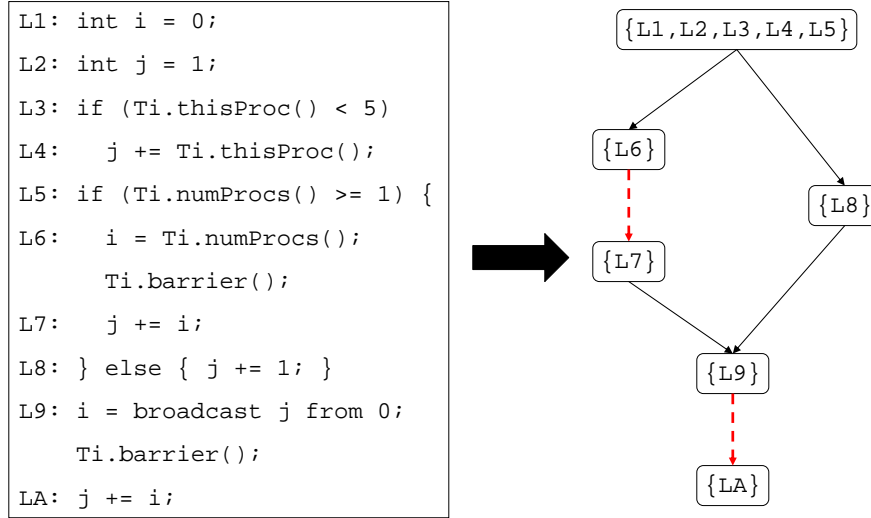 L1: int i = 0;
L2: int j = 1;
L3: if (Ti.thisProc() < 5)
L4:   j += Ti.thisProc();
L5: if (Ti.numProcs() >= 1) {
L6:   i = Ti.numProcs();
      Ti.barrier();
L7:   j += i;
L8: } else { j += 1; }
L9: i = broadcast j from 0;
    Ti.barrier();
LA: j += i;
{L1,L2,L3,L4,L5}
{L6}
{L8}
{L7}
{L9}
{LA}